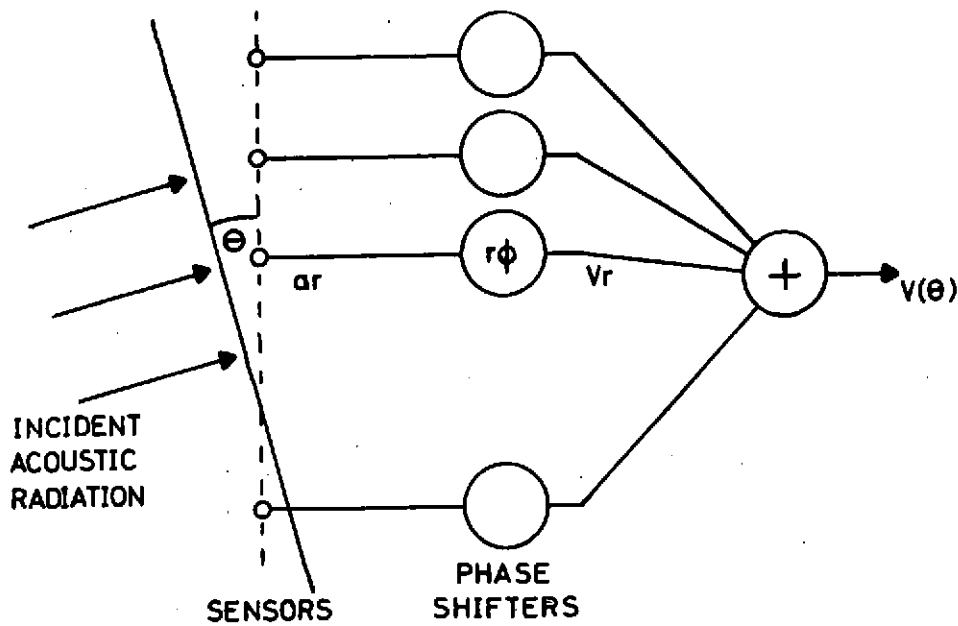 Θ
ar
rϕ
Vr
+
V(Θ)
INCIDENT
ACOUSTIC
RADIATION
SENSORS
PHASE
SHIFTERS